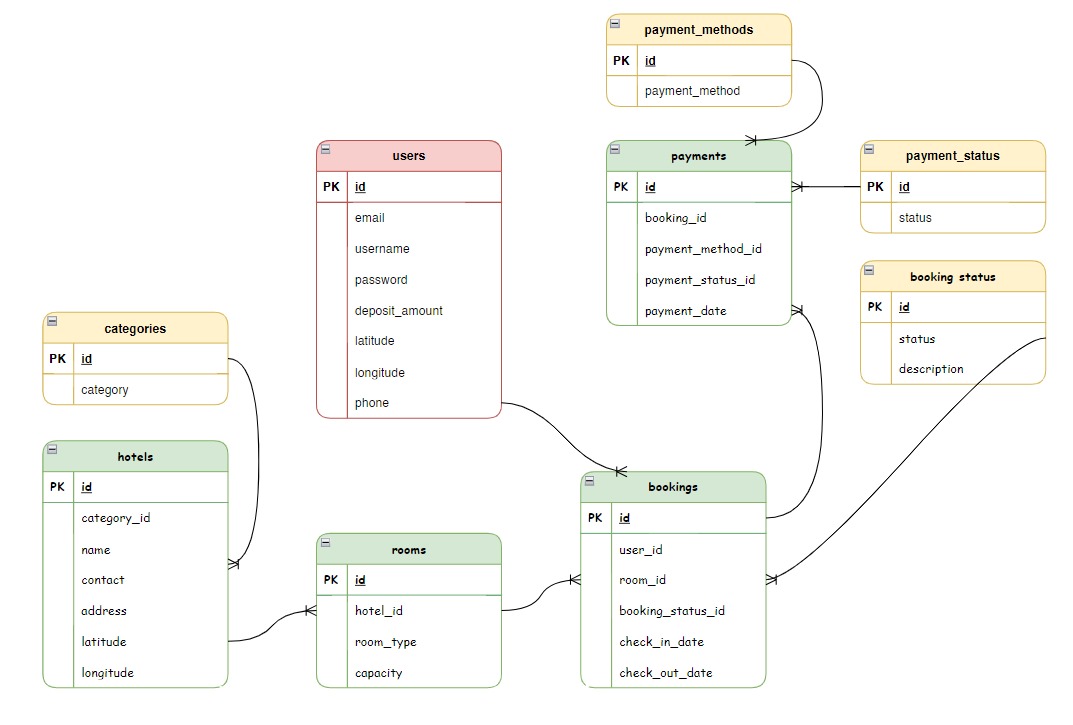 payment_methods
PK id
payment_method
users
PK id
email
username
password
deposit_amount
latitude
longitude
phone
payments
PK id
booking_id
payment_method_id
payment_status_id
payment_date
payment_status
PK id
status
booking status
PK id
status
description
categories
PK id
category
hotels
PK id
category_id
name
contact
address
latitude
longitude
rooms
PK id
hotel_id
room_type
capacity
bookings
PK id
user_id
room_id
booking_status_id
check_in_date
check_out_date